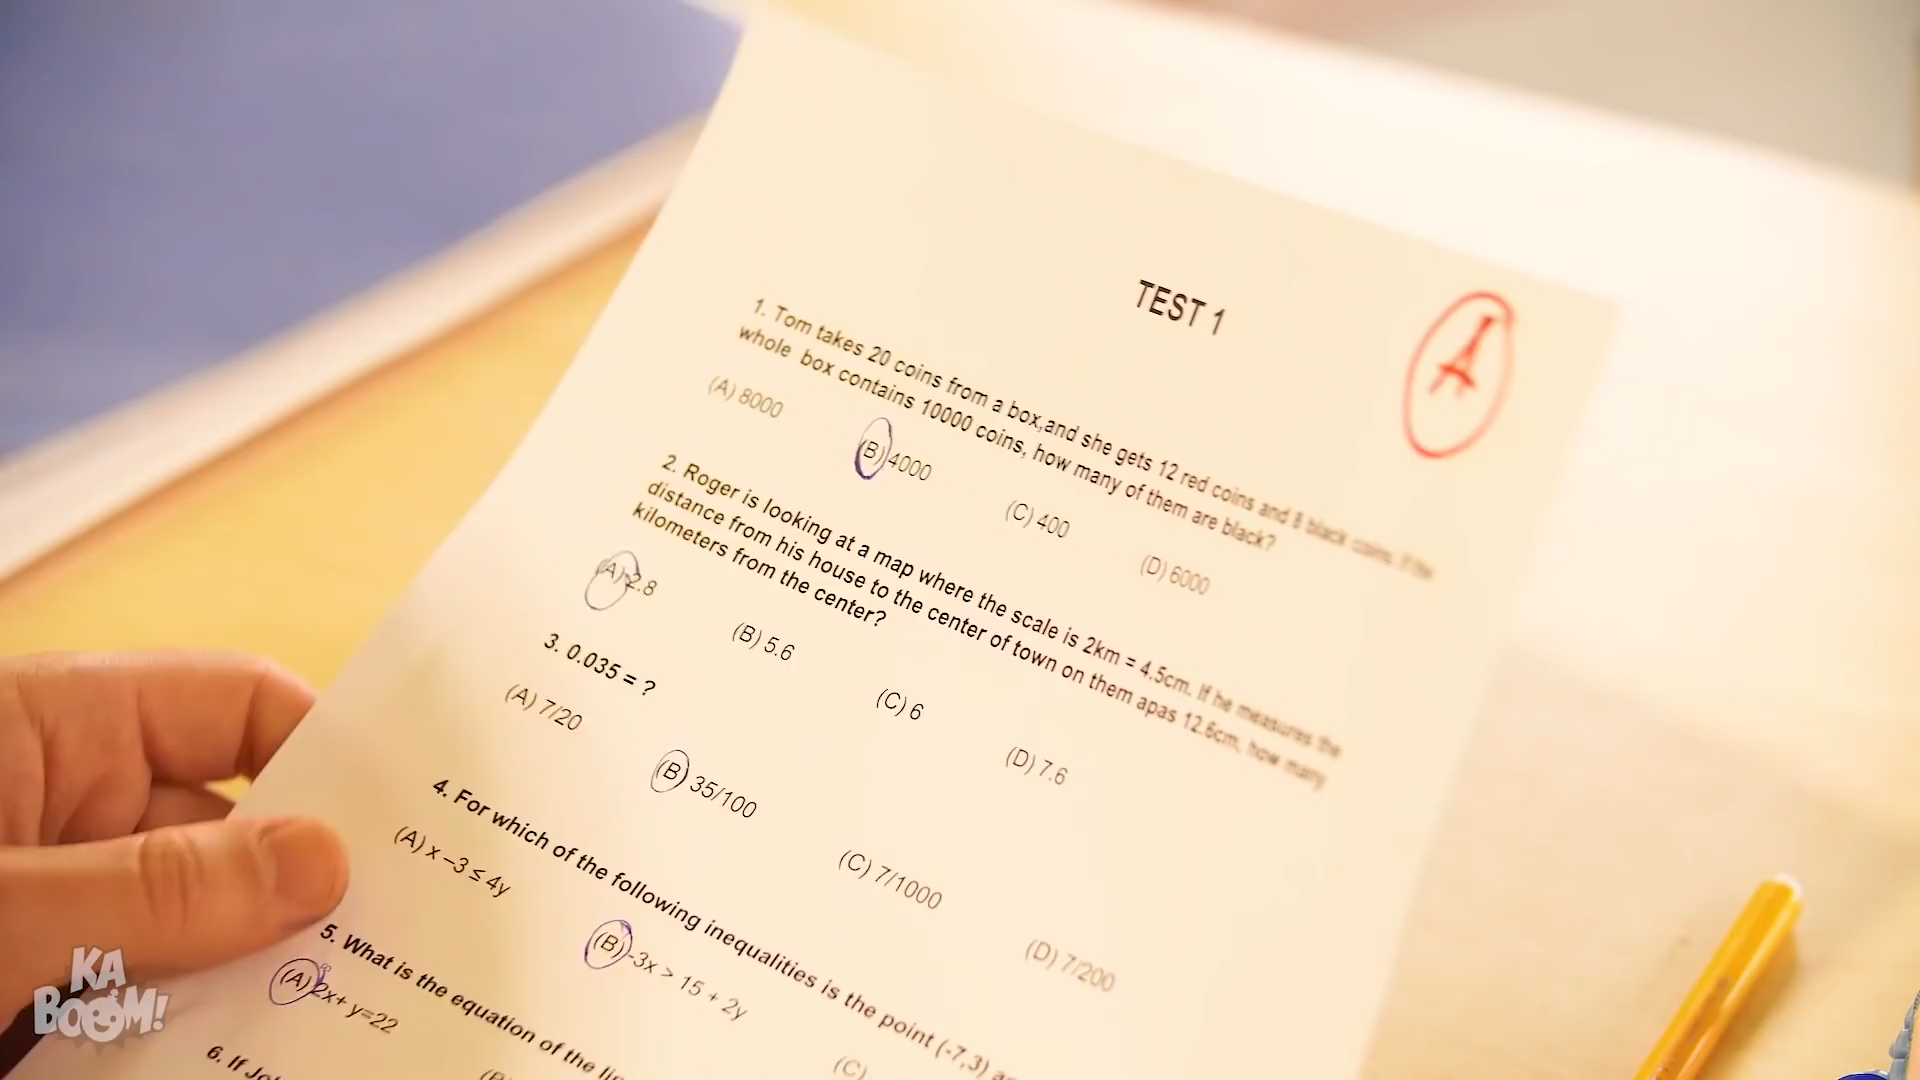 TEST 1
A
1. Tom takes 20 coins from a box,and she gets 12 red coins and 8 black coins. If the
whole box contains 10000 coins, how many of them are black?
(A) 8000 (B) 4000 (C) 400 (D) 6000
2. Roger is looking at a map where the scale is 2km = 4.5cm. If he measures the
distance from his house to the center of town on them apas 12.6cm, how many
kilometers from the center?
(A) 2.8 (B) 5.6 (C) 6 (D) 7.6
3. 0.035 = ?
(A) 7/20 (B) 35/100 (C) 7/1000 (D) 7/200
4. For which of the following inequalities is the point (-7,3)
(A) x –3 ≤ 4y (B) -3x > 15 + 2y (C)
5. What is the equation of the
(A) 2x+ y=22
6. If
KA
BOOM!